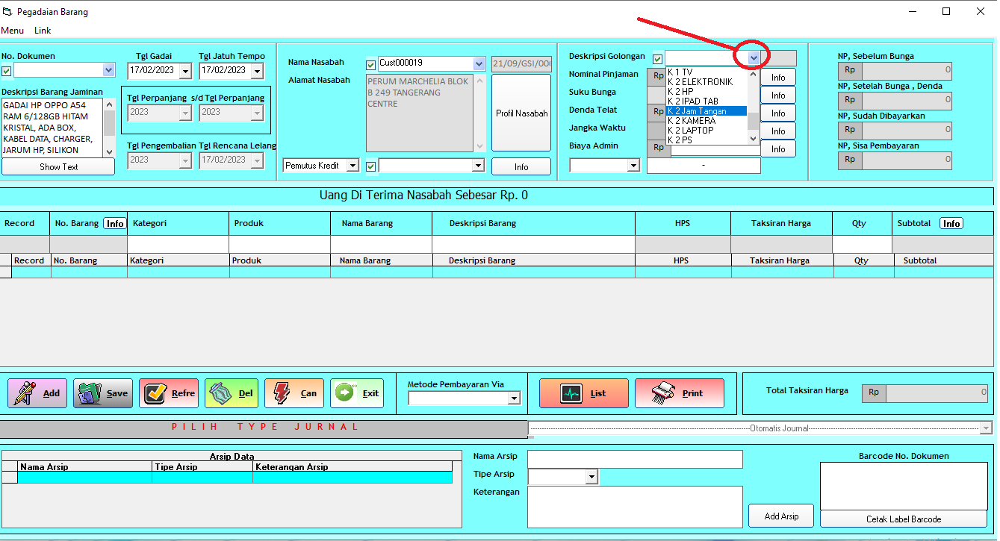 Pegadaian Barang
Menu Link
No. Dokumen
Tgl Gadai
Tgl Jatuh Tempo
17/02/2023
17/02/2023
Deskripsi Barang Jaminan
GADAI HP OPPO A54
RAM 6/128GB HITAM
KRISTAL, ADA BOX,
KABEL DATA, CHARGER,
JARUM HP, SILIKON
Show Text
Tgl Perpanjang s/d Tgl Perpanjang
2023
2023
Tgl Pengembalian Tgl Rencana Lelang
2023
17/02/2023
Nama Nasabah
Cust000019
21/09/GSI/00
Alamat Nasabah
PERUM MARCHELIA BLOK
B 249 TANGERANG
CENTRE
Profil Nasabah
Pemutus Kredit
Info
Deskripsi Golongan
Nominal Pinjaman
Rp
Suku Bunga
Denda Telat
Rp
Jangka Waktu
Biaya Admin
Rp
K 1 TV
K 2 ELEKTRONIK
K 2 HP
K 2 IPAD TAB
K 2 Jam Tangan
K 2 KAMERA
K 2 LAPTOP
K 2 PS
-
Info
Info
Info
Info
Info
NP, Sebelum Bunga
Rp 0
NP, Setelah Bunga , Denda
Rp 0
NP, Sudah Dibayarkan
Rp 0
NP, Sisa Pembayaran
Rp 0
Uang Di Terima Nasabah Sebesar Rp. 0
Record No. Barang Info Kategori Produk Nama Barang Deskripsi Barang HPS Taksiran Harga Qty Subtotal Info
Record No. Barang Kategori Produk Nama Barang Deskripsi Barang HPS Taksiran Harga Qty Subtotal
Add Save Refre Del Can Exit
Metode Pembayaran Via
List Print
Total Taksiran Harga Rp 0
PILIH TYPE JURNAL
Otomatis Journal
Arsip Data
Nama Arsip Tipe Arsip Keterangan Arsip
Nama Arsip
Tipe Arsip
Keterangan
Add Arsip
Barcode No. Dokumen
Cetak Label Barcode